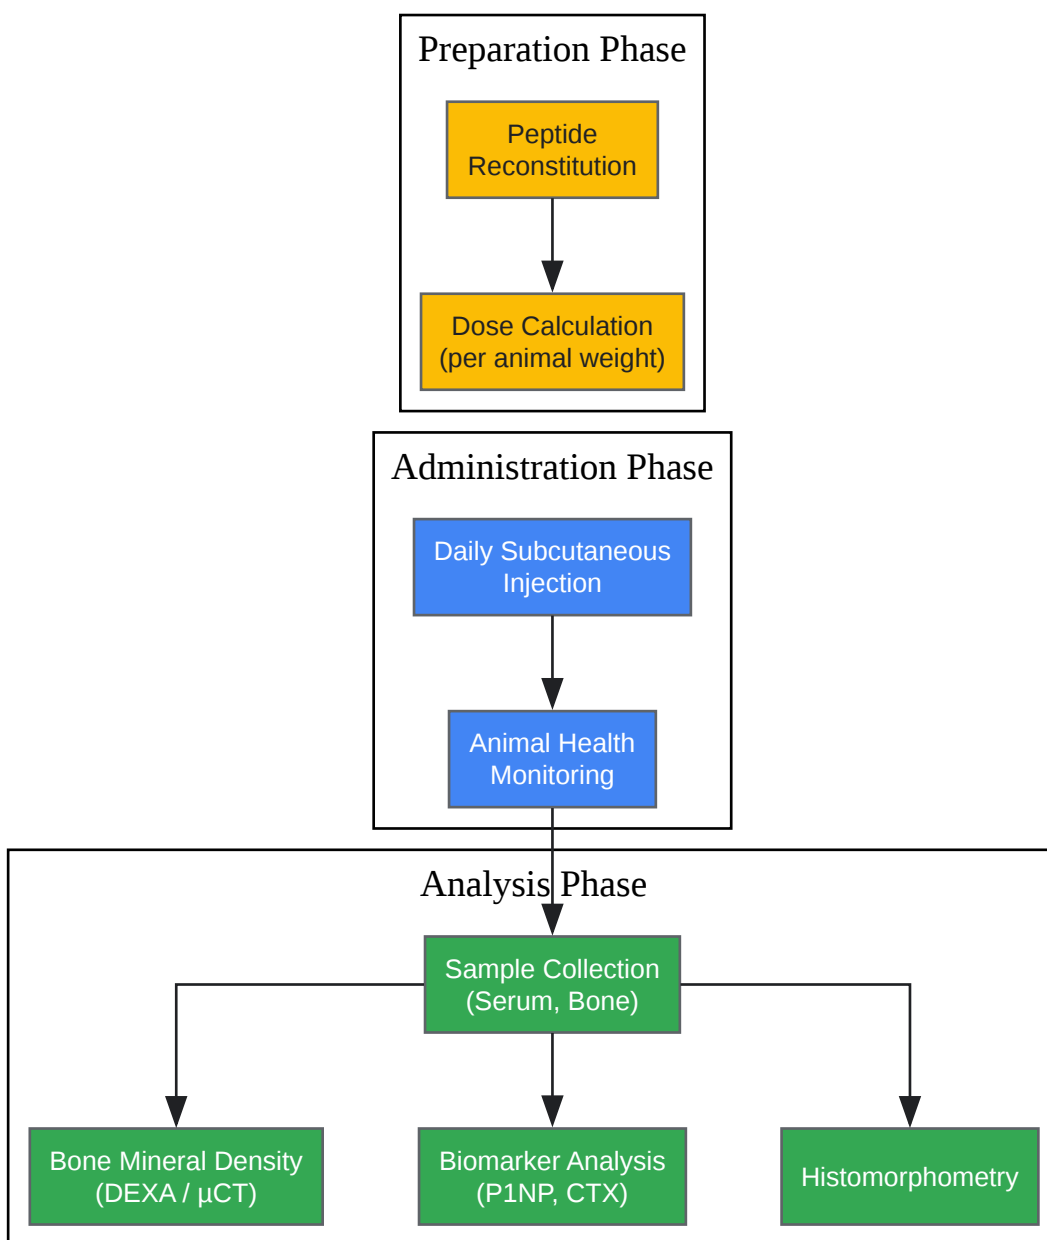 Preparation Phase
Peptide
Reconstitution
Dose Calculation
(per animal weight)
Administration Phase
Daily Subcutaneous
Injection
Animal Health
Monitoring
Analysis Phase
Sample Collection
(Serum, Bone)
Bone Mineral Density
(DEXA / µCT)
Biomarker Analysis
(P1NP, CTX)
Histomorphometry